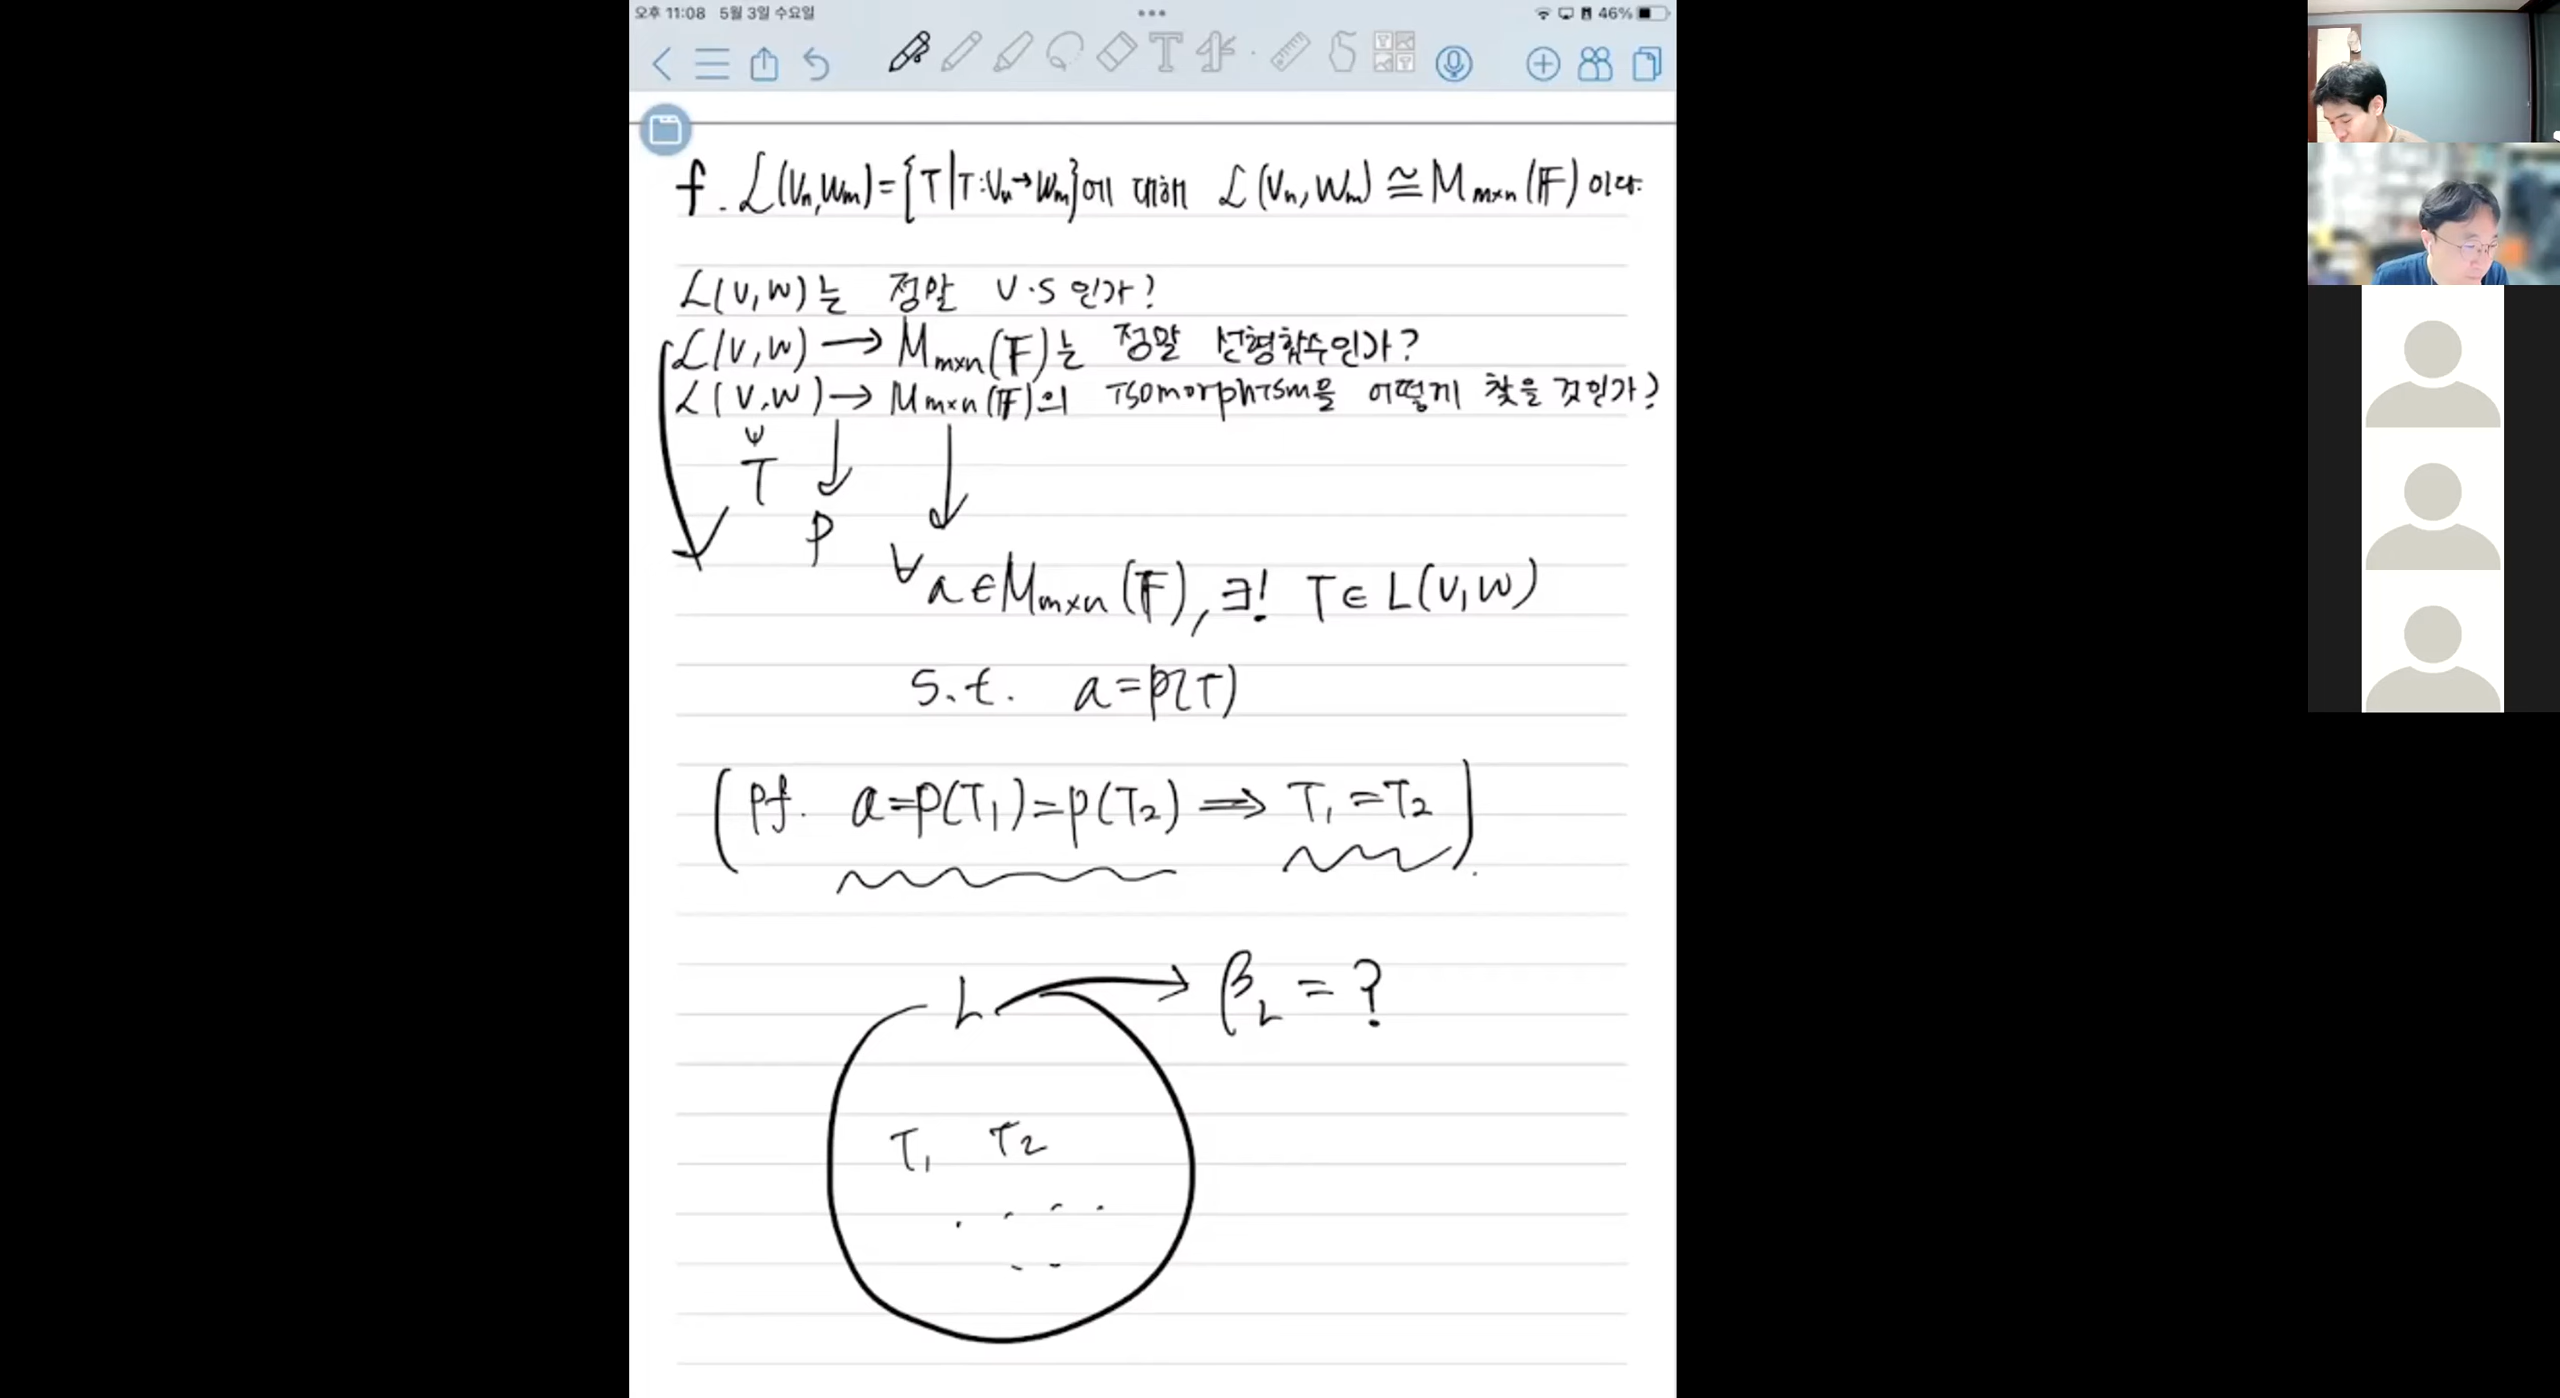 오후 11:08 5월 3일 수요일
46%
f. L(Vn,Wm)={T|T:Vn→Wm}에 대해 L(Vn,Wm)≅Mm×n(F)이다.
L(V,W)는 정말 V.S인가?
L(V,W)→Mm×n(F)는 정말 선형함수인가?
L(V,W)→Mm×n(F)의 Isomorphism을 어떻게 찾을 것인가?
T
P
∀a∈Mm×n(F), ∃! T∈L(V,W)
s.t. a=P(T)
(pf. a=P(T1)=P(T2) ⟹ T1=T2).
L → βL = ?
T1 T2